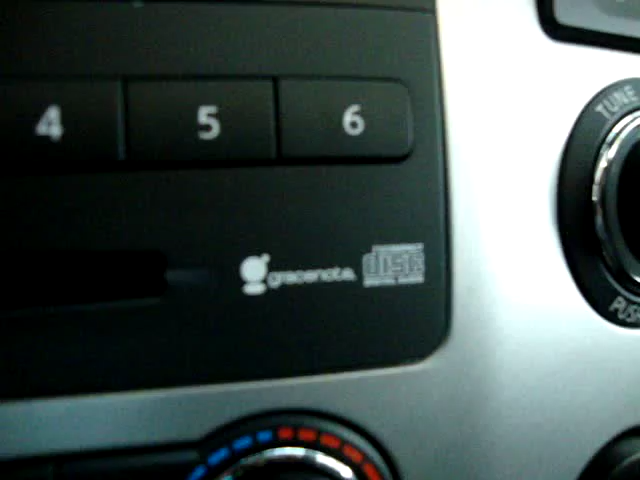 4 5 6
TUNE
gracenote.
COMPACT
disc
DIGITAL AUDIO
PUSH